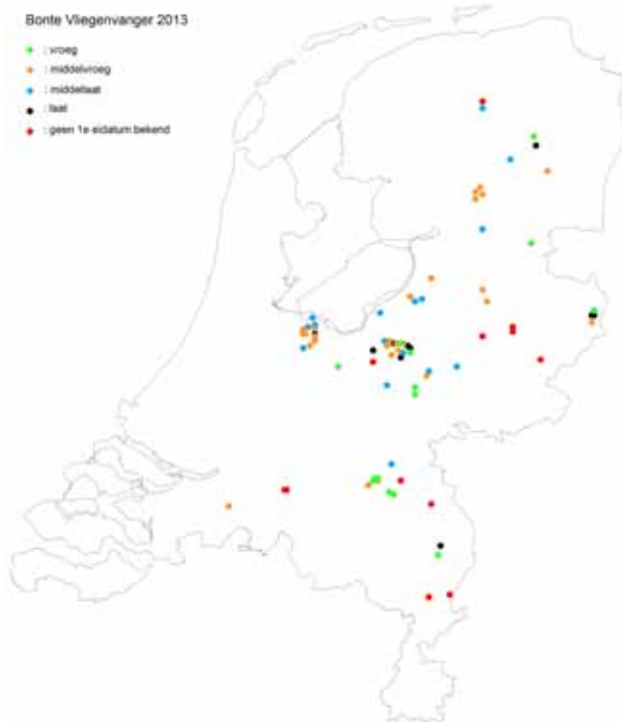 Bonte Vliegenvanger 2013
: vroeg
: middelvroeg
: middellaat
: laat
: geen 1e eidatum bekend